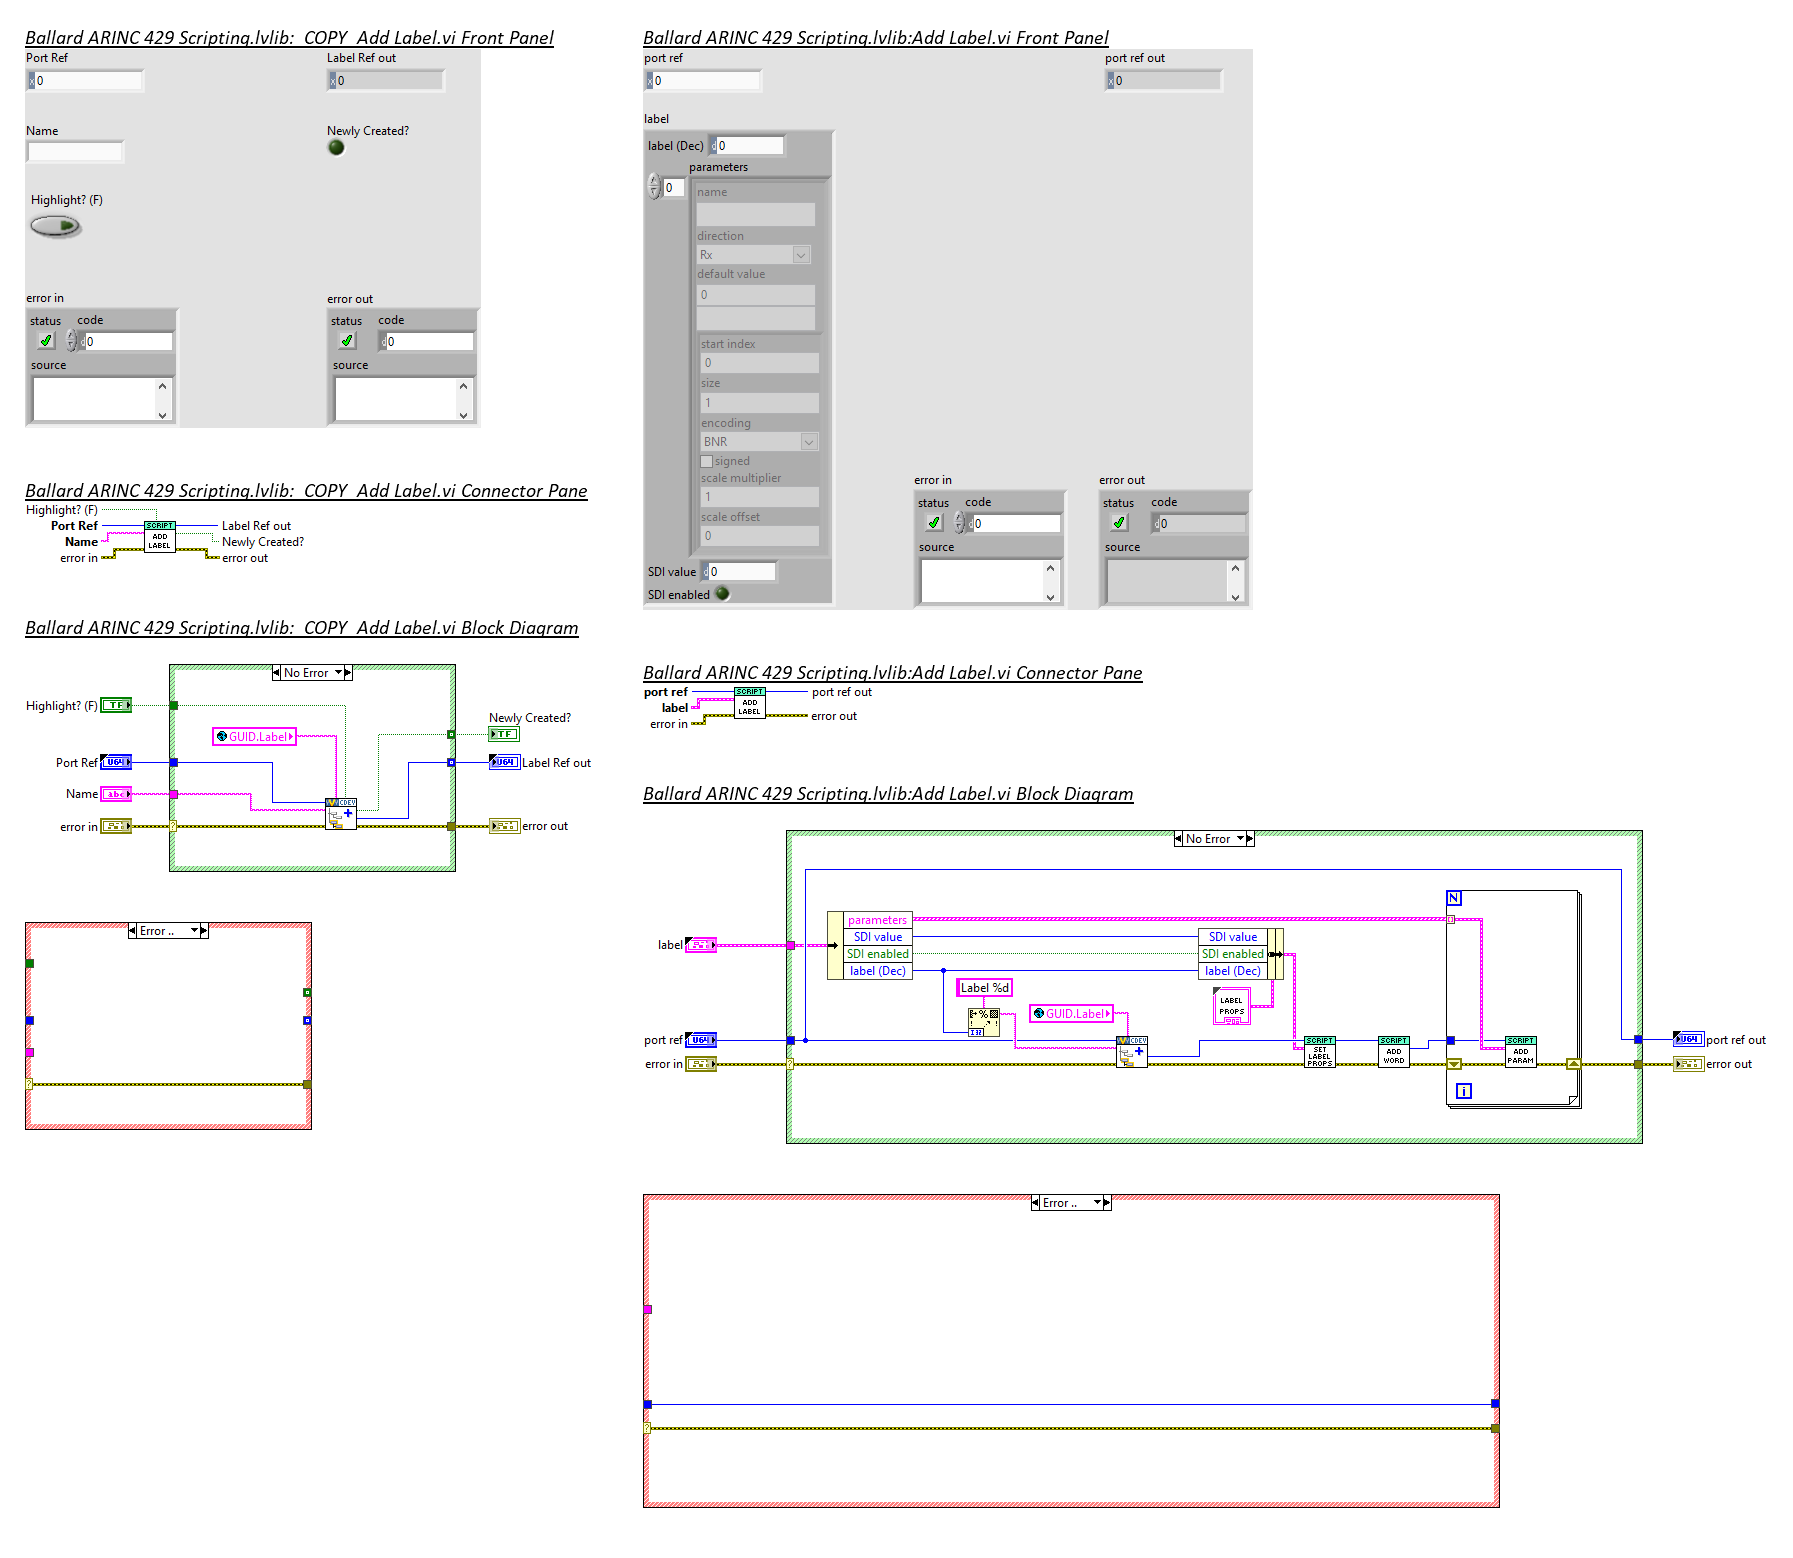 Ballard ARINC 429 Scripting.lvlib:  COPY  Add Label.vi Front Panel
Port Ref
Label Ref out
x 0
x 0
Name
Newly Created?
Highlight? (F)
error in
error out
status code
status code
d 0
d 0
source
source
Ballard ARINC 429 Scripting.lvlib:  COPY  Add Label.vi Connector Pane
Highlight? (F)
Port Ref
Name
error in
SCRIPT
ADD
LABEL
Label Ref out
Newly Created?
error out
Ballard ARINC 429 Scripting.lvlib:  COPY  Add Label.vi Block Diagram
No Error
Highlight? (F)
TF
Newly Created?
TF
GUID.Label
Port Ref
U64
U64
Label Ref out
Name
abc
CDEV
error in
error out
Error ..
Ballard ARINC 429 Scripting.lvlib:Add Label.vi Front Panel
port ref
port ref out
x 0
x 0
label
label (Dec)
d 0
parameters
0
name
direction
Rx
default value
0
start index
0
size
1
encoding
BNR
signed
scale multiplier
1
scale offset
0
SDI value
d 0
SDI enabled
error in
error out
status code
status code
d 0
d 0
source
source
Ballard ARINC 429 Scripting.lvlib:Add Label.vi Connector Pane
port ref
label
error in
SCRIPT
ADD
LABEL
port ref out
error out
Ballard ARINC 429 Scripting.lvlib:Add Label.vi Block Diagram
No Error
N
parameters
SDI value
SDI enabled
label (Dec)
SDI value
SDI enabled
label (Dec)
label
Label %d
LABEL
PROPS
GUID.Label
I32
port ref
U64
CDEV
SCRIPT
SET
LABEL
PROPS
SCRIPT
ADD
WORD
SCRIPT
ADD
PARAM
U64
port ref out
error in
error out
i
Error ..